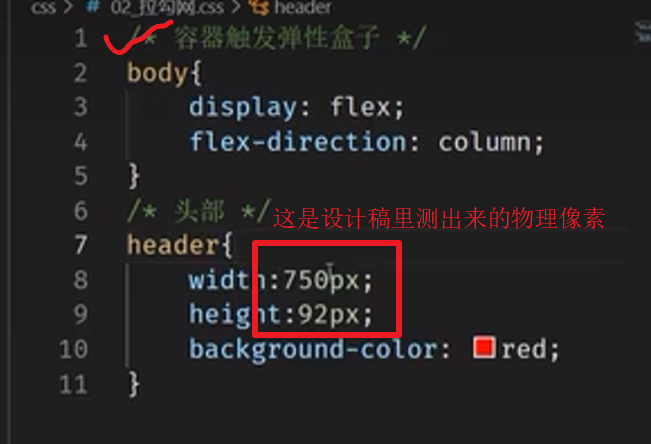 css > # 02_拉勾网.css > header
1 /* 容器触发弹性盒子 */
2 body{
3 display: flex;
4 flex-direction: column;
5 }
6 /* 头部 */这是设计稿里测出来的物理像素
7 header{
8 width:750px;
9 height:92px;
10 background-color: red;
11 }